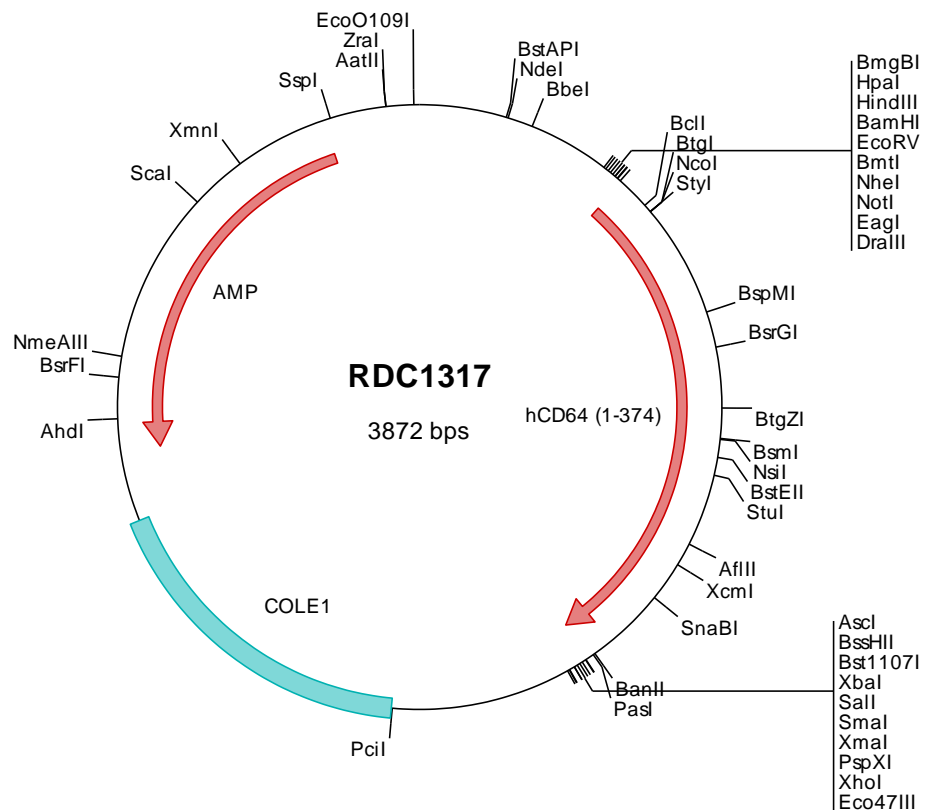 EcoO109I
ZraI
AatII
SspI
XmnI
ScaI
BstAPI
NdeI
BbeI
BclI
BtgI
NcoI
StyI
BmgBI
HpaI
HindIII
BamHI
EcoRV
BmtI
NheI
NotI
EagI
DraIII
AMP
BspMI
BsrGI
NmeAIII
BsrFI
AhdI
RDC1317
3872 bps
hCD64 (1-374)
BtgZI
BsmI
NsiI
BstEII
StuI
AflII
XcmI
SnaBI
COLE1
BanII
PasI
PciI
AscI
BssHII
Bst1107I
XbaI
SalI
SmaI
XmaI
PspXI
XhoI
Eco47III